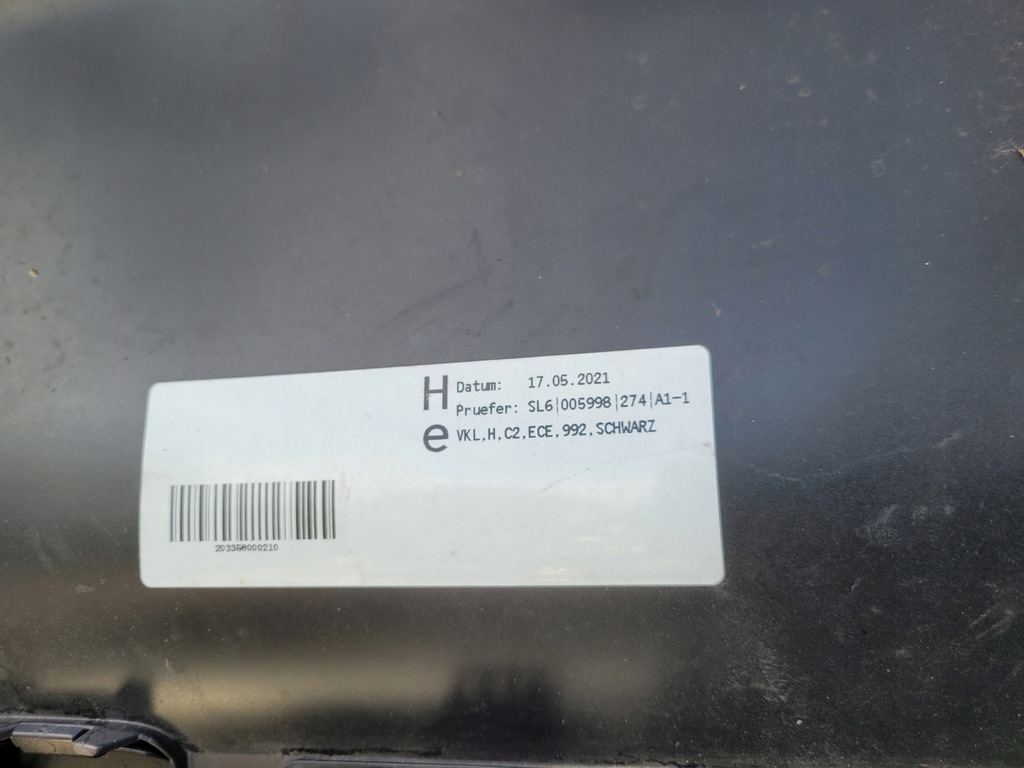 H
Datum: 17.05.2021
Pruefer: SL6|005998|274|A1-1
e
VKL,H,C2,ECE,992,SCHWARZ